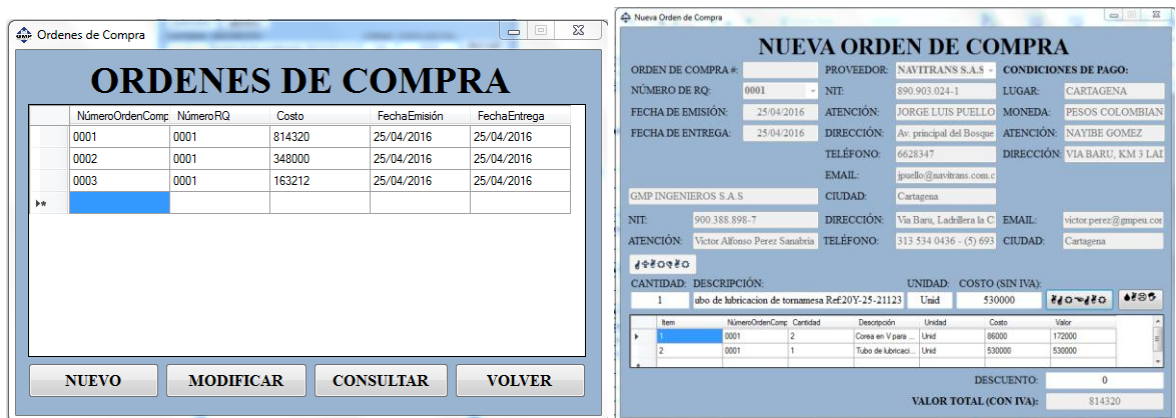 Ordenes de Compra
ORDENES DE COMPRA
NúmeroOrdenComp NúmeroRQ Costo FechaEmisión FechaEntrega
0001 0001 814320 25/04/2016 25/04/2016
0002 0001 348000 25/04/2016 25/04/2016
0003 0001 163212 25/04/2016 25/04/2016
NUEVO MODIFICAR CONSULTAR VOLVER
Nueva Orden de Compra
NUEVA ORDEN DE COMPRA
ORDEN DE COMPRA #: PROVEEDOR: NAVITRANS S.A.S CONDICIONES DE PAGO:
NÚMERO DE RQ: 0001 NIT: 890.903.024-1 LUGAR: CARTAGENA
FECHA DE EMISIÓN: 25/04/2016 ATENCIÓN: JORGE LUIS PUELLO MONEDA: PESOS COLOMBIAN
FECHA DE ENTREGA: 25/04/2016 DIRECCIÓN: Av. principal del Bosque ATENCIÓN: NAYIBE GOMEZ
TELÉFONO: 6628347 DIRECCIÓN: VIA BARU, KM 3 LAI
EMAIL: jpuello@navitrans.com.c
GMP INGENIEROS S.A.S CIUDAD: Cartagena
NIT: 900.388.898-7 DIRECCIÓN: Via Baru, Ladrillera la C EMAIL: victor.perez@gmpeu.cor
ATENCIÓN: Victor Alfonso Perez Sanabria TELÉFONO: 313 534 0436 - (5) 693 CIUDAD: Cartagena
CANTIDAD: DESCRIPCIÓN: UNIDAD: COSTO (SIN IVA):
1 ubo de lubricacion de tornamesa Ref:20Y-25-21123 Unid 530000
Item NúmeroOrdenComp Cantidad Descripción Unidad Costo Valor
1 0001 2 Corea en V para ... Unid 86000 172000
2 0001 1 Tubo de lubricaci... Unid 530000 530000
DESCUENTO: 0
VALOR TOTAL (CON IVA): 814320